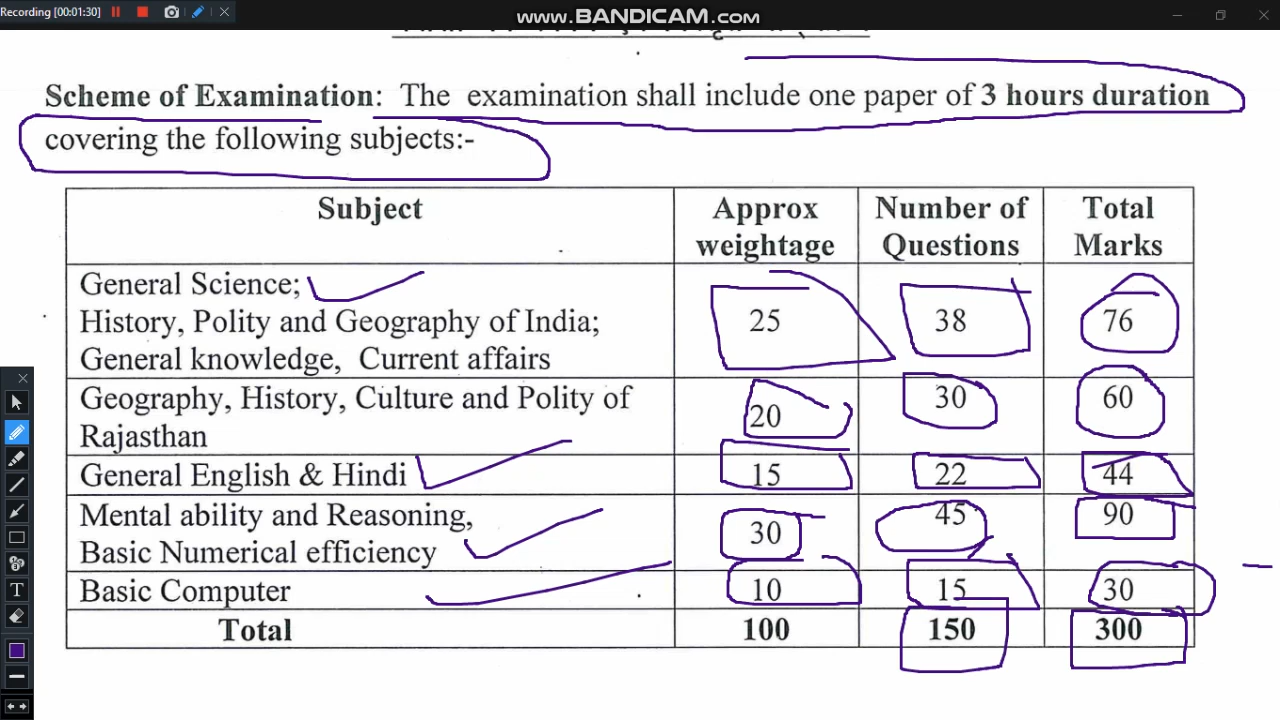 Recording [00:01:30]
www.BANDICAM.com
Scheme of Examination: The examination shall include one paper of 3 hours duration
covering the following subjects:-
Subject Approx weightage Number of Questions Total Marks
General Science;
History, Polity and Geography of India; 25 38 76
General knowledge, Current affairs
Geography, History, Culture and Polity of 20 30 60
Rajasthan
General English & Hindi 15 22 44
Mental ability and Reasoning, 30 45 90
Basic Numerical efficiency
Basic Computer 10 15 30
Total 100 150 300